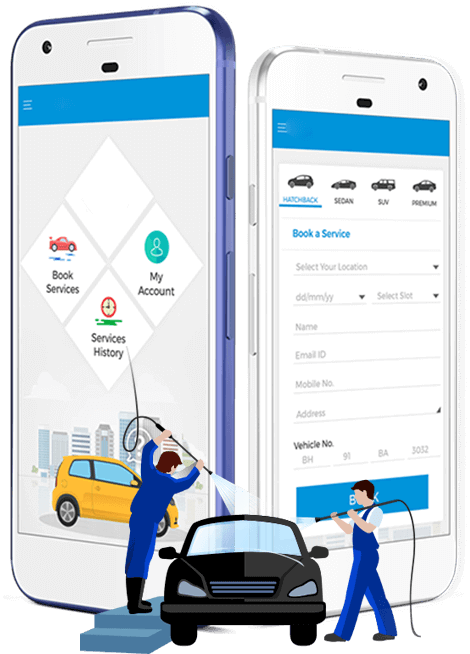 Book
Services
My
Account
Services
History
HATCHBACK SEDAN SUV PREMIUM
Book a Service
Select Your Location
dd/mm/yy Select Slot
Name
Email ID
Mobile No.
Address
Vehicle No.
BH 91 BA 3032